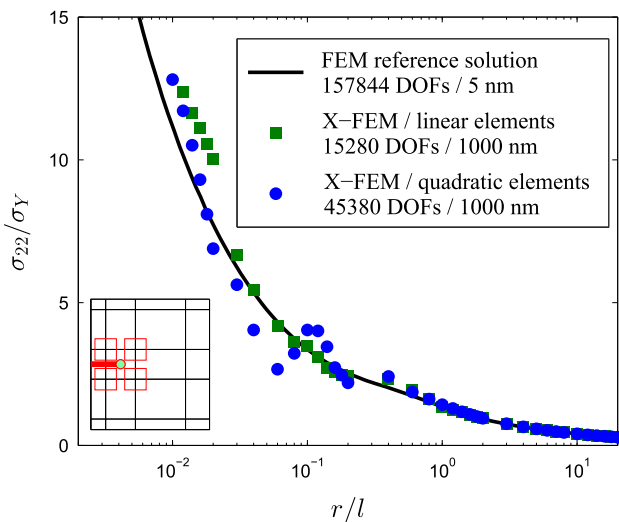 15
10
5
0
σ22/σY
FEM reference solution
157844 DOFs / 5 nm
X−FEM / linear elements
15280 DOFs / 1000 nm
X−FEM / quadratic elements
45380 DOFs / 1000 nm
10−2 10−1 100 101
r/l